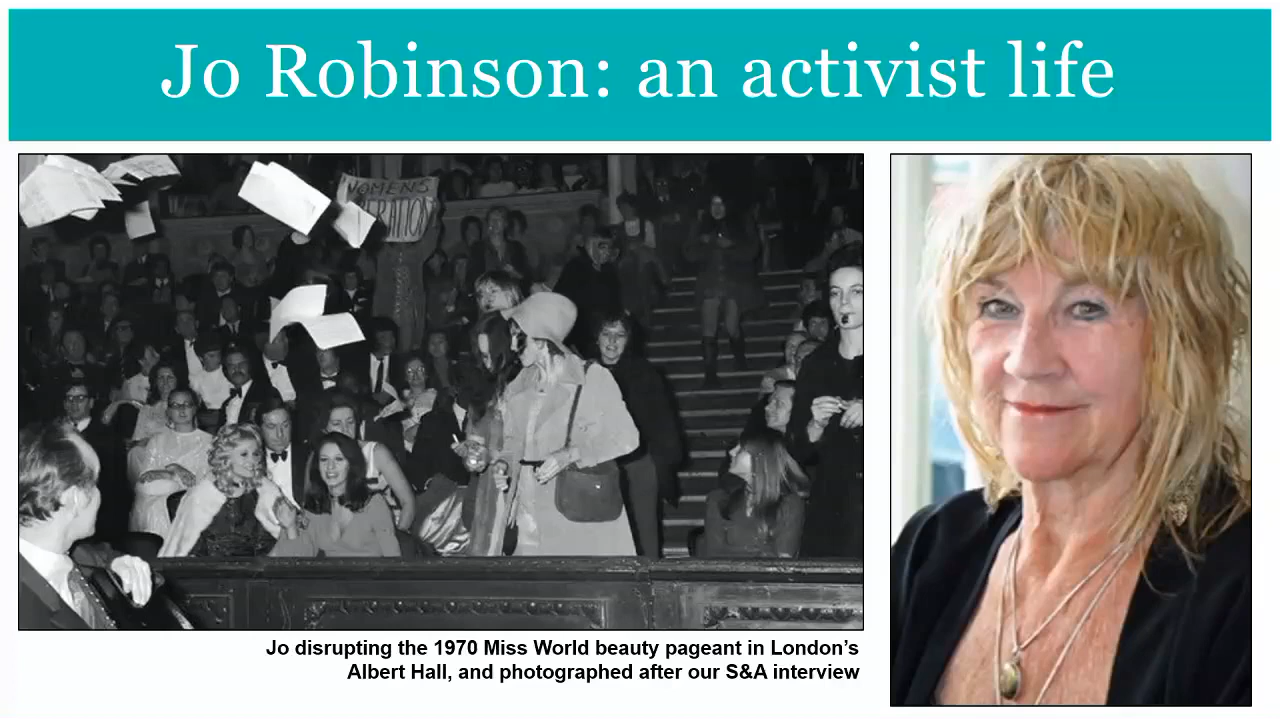 Jo Robinson: an activist life
WOMEN'S
Jo disrupting the 1970 Miss World beauty pageant in London’s
Albert Hall, and photographed after our S&A interview